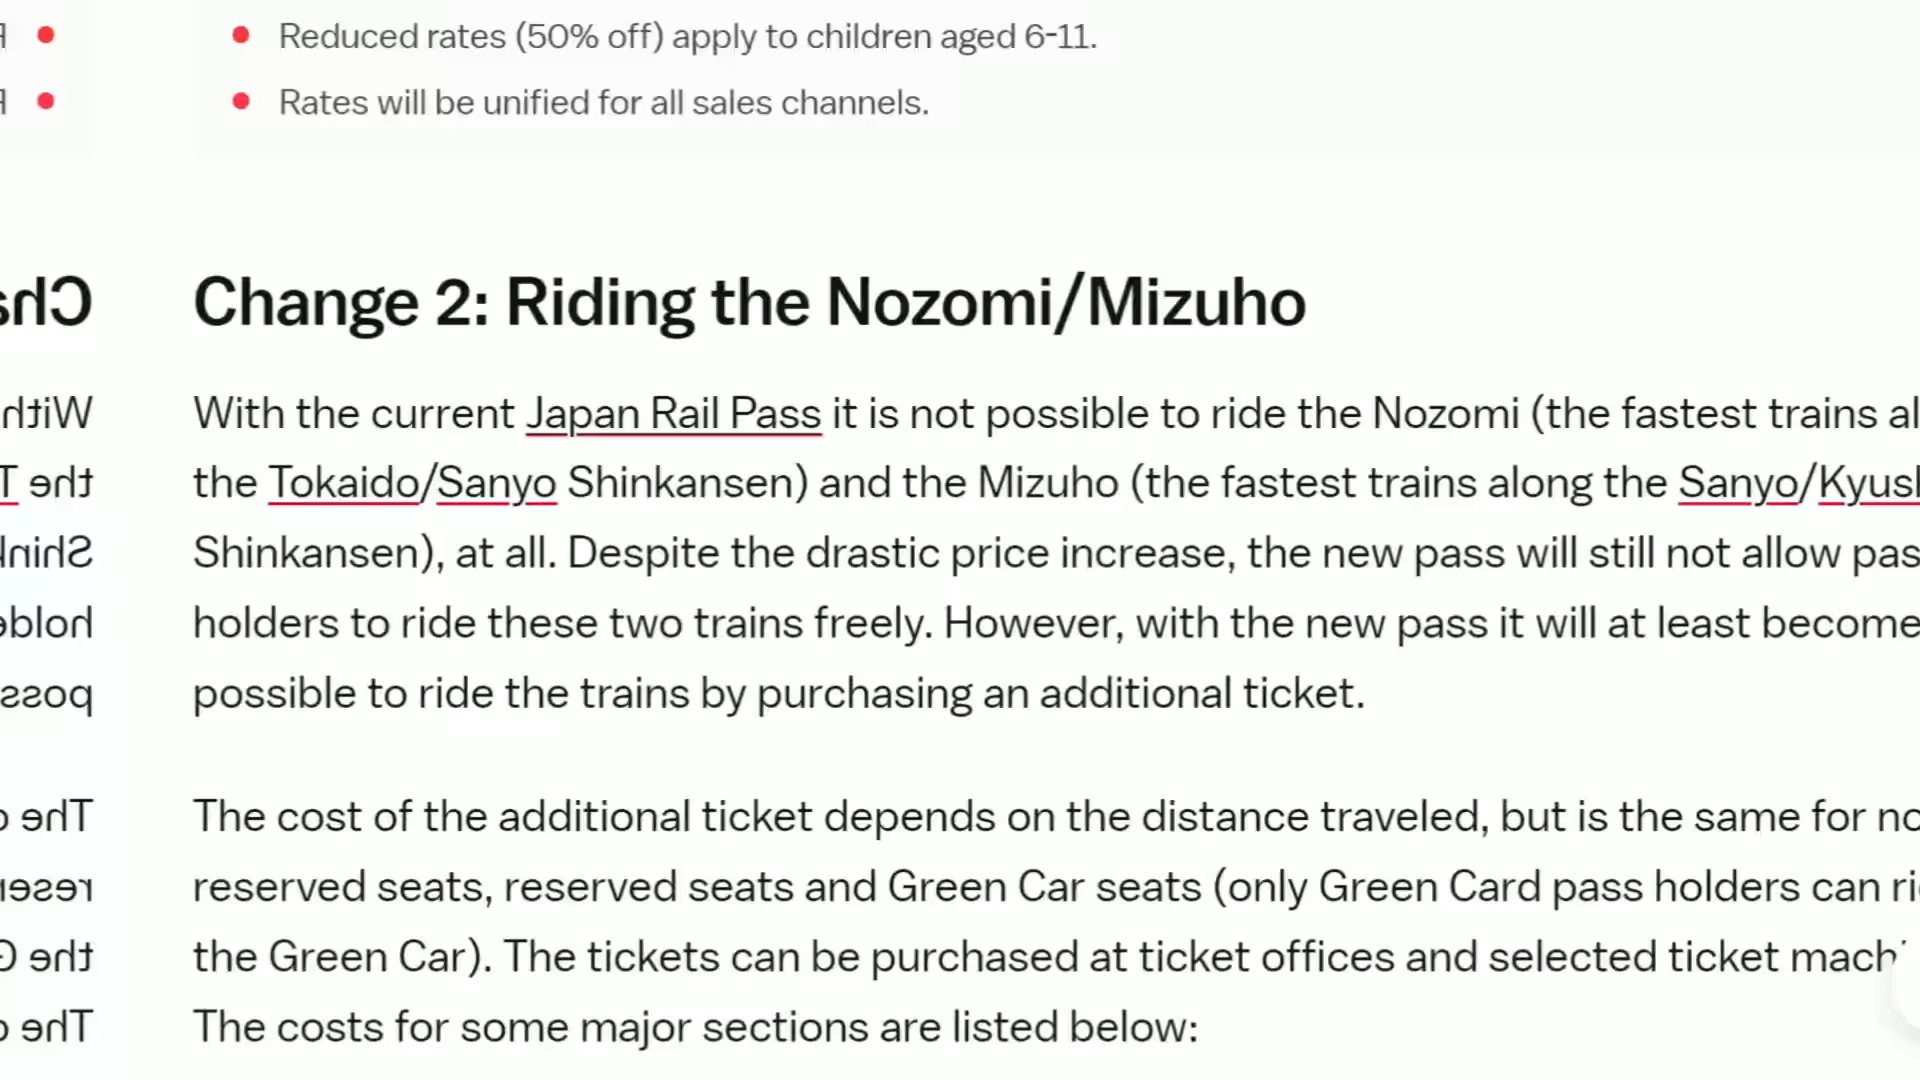 Reduced rates (50% off) apply to children aged 6-11.
Rates will be unified for all sales channels.
Change 2: Riding the Nozomi/Mizuho
With the current Japan Rail Pass it is not possible to ride the Nozomi (the fastest trains al
the Tokaido/Sanyo Shinkansen) and the Mizuho (the fastest trains along the Sanyo/Kyush
Shinkansen), at all. Despite the drastic price increase, the new pass will still not allow pas
holders to ride these two trains freely. However, with the new pass it will at least become
possible to ride the trains by purchasing an additional ticket.
The cost of the additional ticket depends on the distance traveled, but is the same for no
reserved seats, reserved seats and Green Car seats (only Green Card pass holders can ri
the Green Car). The tickets can be purchased at ticket offices and selected ticket mach
The costs for some major sections are listed below: